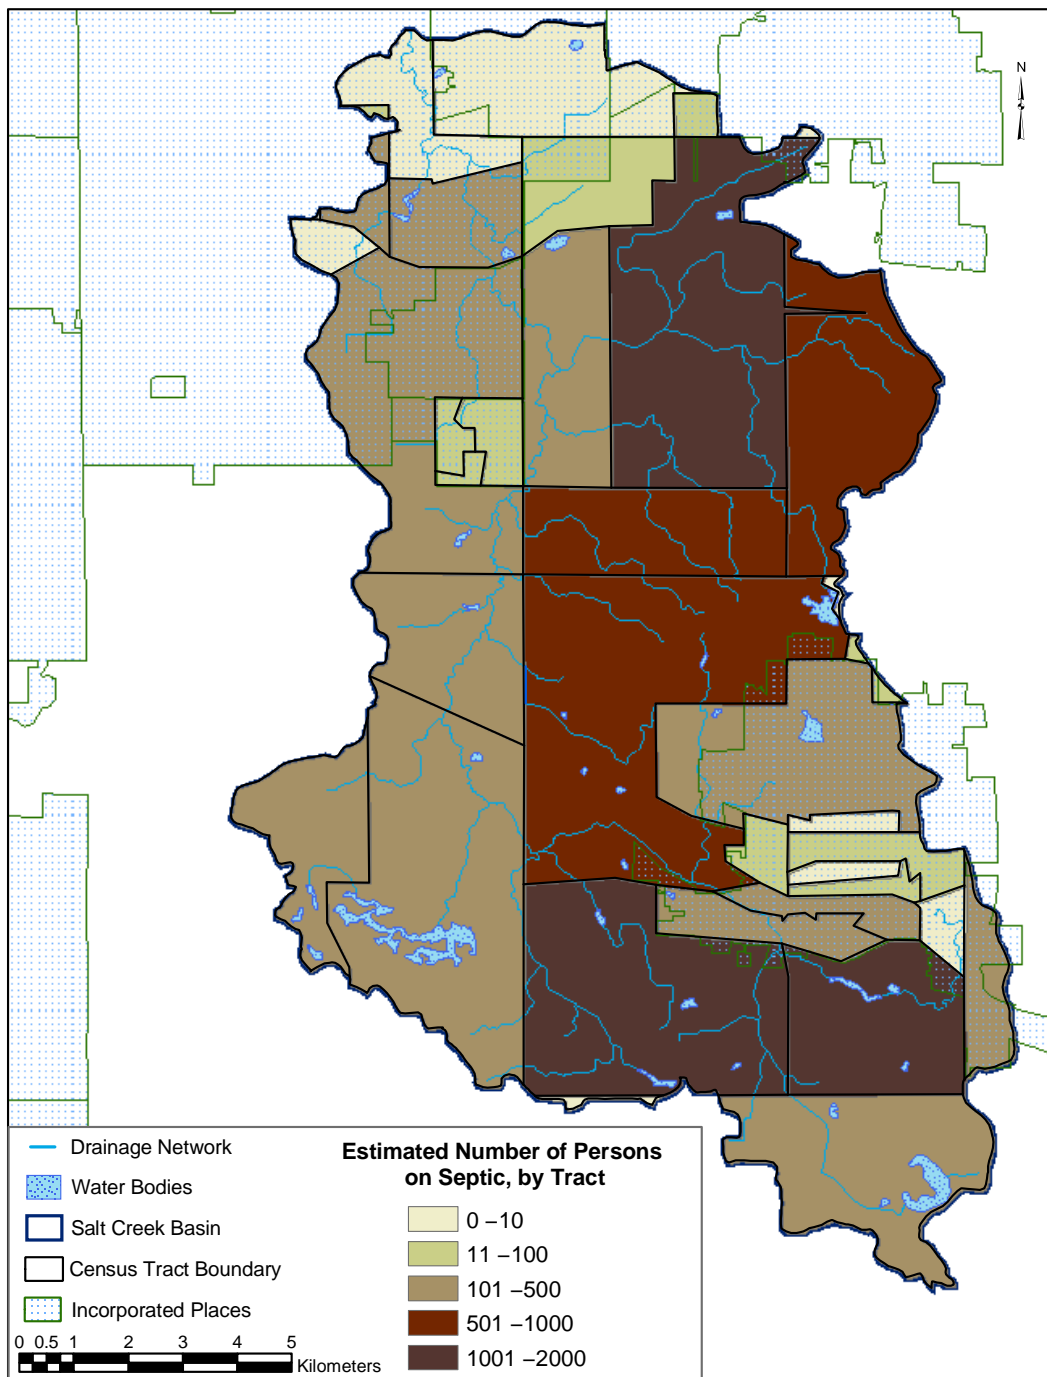 N
Drainage Network
Water Bodies
Salt Creek Basin
Census Tract Boundary
Incorporated Places
0 0.5 1 2 3 4 5
Kilometers
Estimated Number of Persons
on Septic, by Tract
0 –10
11 –100
101 –500
501 –1000
1001 –2000